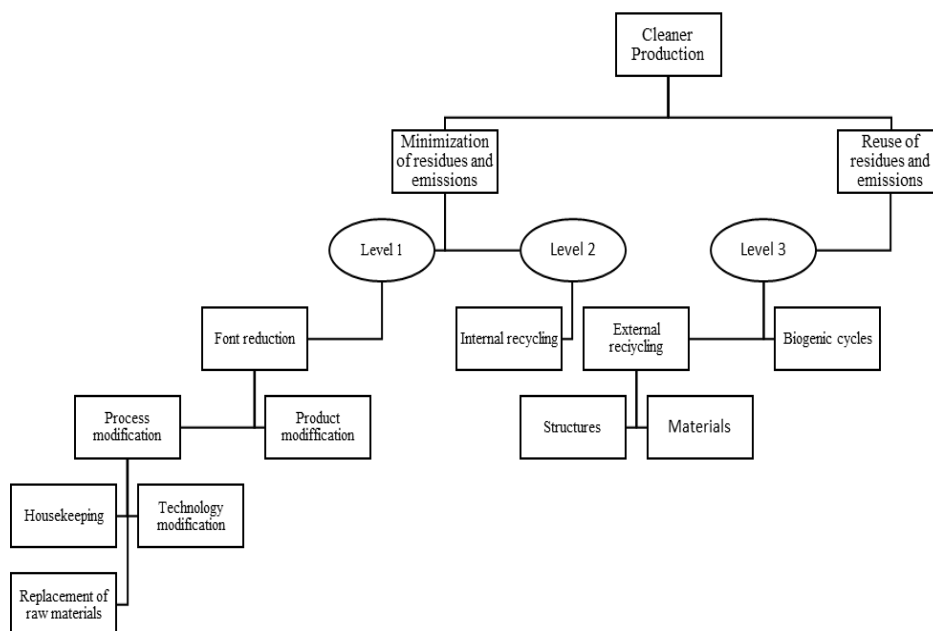 Cleaner
Production
Minimization
of residues and
emissions
Reuse of
residues and
emissions
Level 1
Level 2
Level 3
Font reduction
Internal recycling
External
reciycling
Biogenic cycles
Process
modification
Product
modiffication
Structures
Materials
Housekeeping
Technology
modification
Replacement of
raw materials